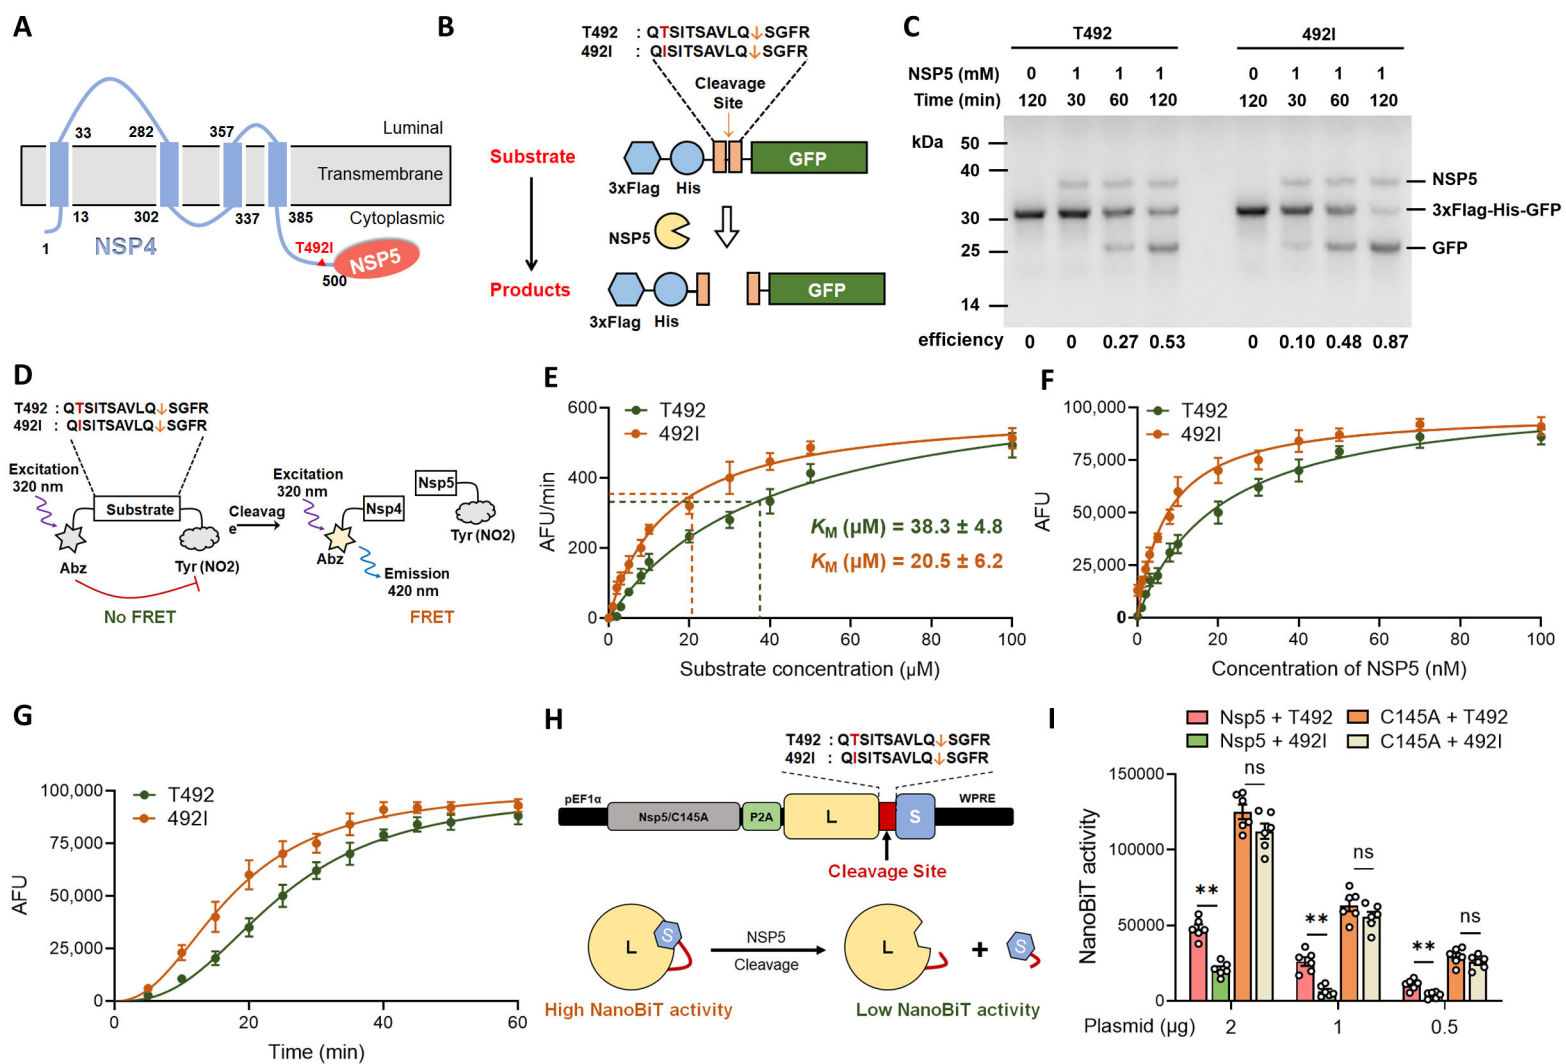 A
33
282
357
Luminal
Transmembrane
13
302
337
385
Cytoplasmic
1
NSP4
T492I
500
NSP5
B
T492 : QTSITSAVLQ↓SGFR
492I : QISITSAVLQ↓SGFR
Cleavage
Site
Substrate
GFP
3xFlag His
NSP5
Products
GFP
3xFlag His
C
T492 492I
NSP5 (mM) 0 1 1 1 0 1 1 1
Time (min) 120 30 60 120 120 30 60 120
kDa
50
40
30
25
14
NSP5
3xFlag-His-GFP
GFP
efficiency 0 0 0.27 0.53 0 0.10 0.48 0.87
D
T492 : QTSITSAVLQ↓SGFR
492I : QISITSAVLQ↓SGFR
Excitation
320 nm
Substrate
Abz
Tyr (NO2)
No FRET
Cleavag
e
Excitation
320 nm
Nsp4
Nsp5
Tyr (NO2)
Abz
Emission
420 nm
FRET
E
T492
492I
AFU/min
600
400
200
0
KM (μM) = 38.3 ± 4.8
KM (μM) = 20.5 ± 6.2
0 20 40 60 80 100
Substrate concentration (μM)
F
T492
492I
AFU
100,000
75,000
50,000
25,000
0
0 20 40 60 80 100
Concentration of NSP5 (nM)
G
T492
492I
AFU
100,000
75,000
50,000
25,000
0
0 20 40 60
Time (min)
H
T492 : QTSITSAVLQ↓SGFR
492I : QISITSAVLQ↓SGFR
pEF1α
Nsp5/C145A
P2A
L
S
WPRE
Cleavage Site
L
S
NSP5
Cleavage
L
+
S
High NanoBiT activity
Low NanoBiT activity
I
Nsp5 + T492
C145A + T492
Nsp5 + 492I
C145A + 492I
NanoBiT activity
150000
100000
50000
0
** ns
** ns
** ns
Plasmid (μg) 2 1 0.5